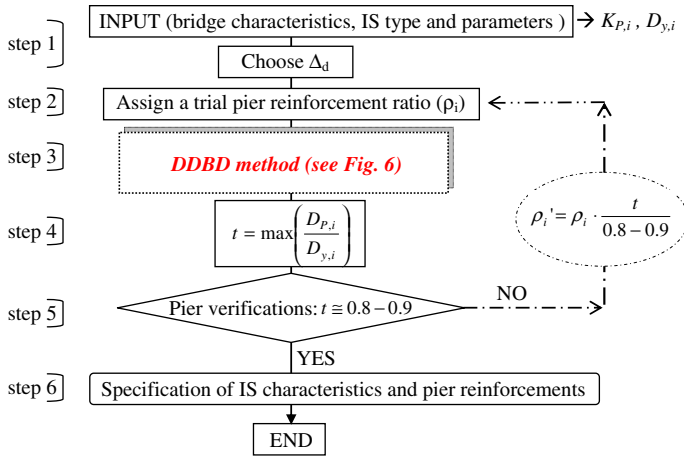 step 1
INPUT (bridge characteristics, IS type and parameters )
K_{P,i} , D_{y,i}
Choose Δ_d
step 2
Assign a trial pier reinforcement ratio (ρ_i)
step 3
DDBD method (see Fig. 6)
step 4
t = max(D_{P,i} / D_{y,i})
ρ_i' = ρ_i · t / 0.8 – 0.9
step 5
Pier verifications: t ≅ 0.8 – 0.9
NO
YES
step 6
Specification of IS characteristics and pier reinforcements
END